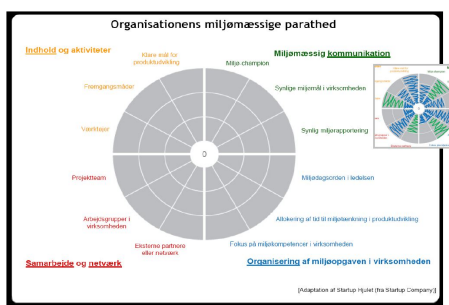 Organisationens miljømæssige parathed
Indhold og aktiviteter
Miljømæssig kommunikation
Klare mål for
produktudvikling
Miljø champion
Fremgangsmåder
Synlige miljømål i virksomheden
Værktøjer
Synlig miljørapportering
0
Projektteam
Miljødagsorden i ledelsen
Arbejdsgrupper i
virksomheden
Allokering af tid til miljøtænkning i produktudvikling
Eksterne partnere
eller netværk
Fokus på miljøkompetencer i virksomheden
Samarbejde og netværk
Organisering af miljøopgaven i virksomheden
[Adaptation af Startup Hjulet (fra Startup Company)]